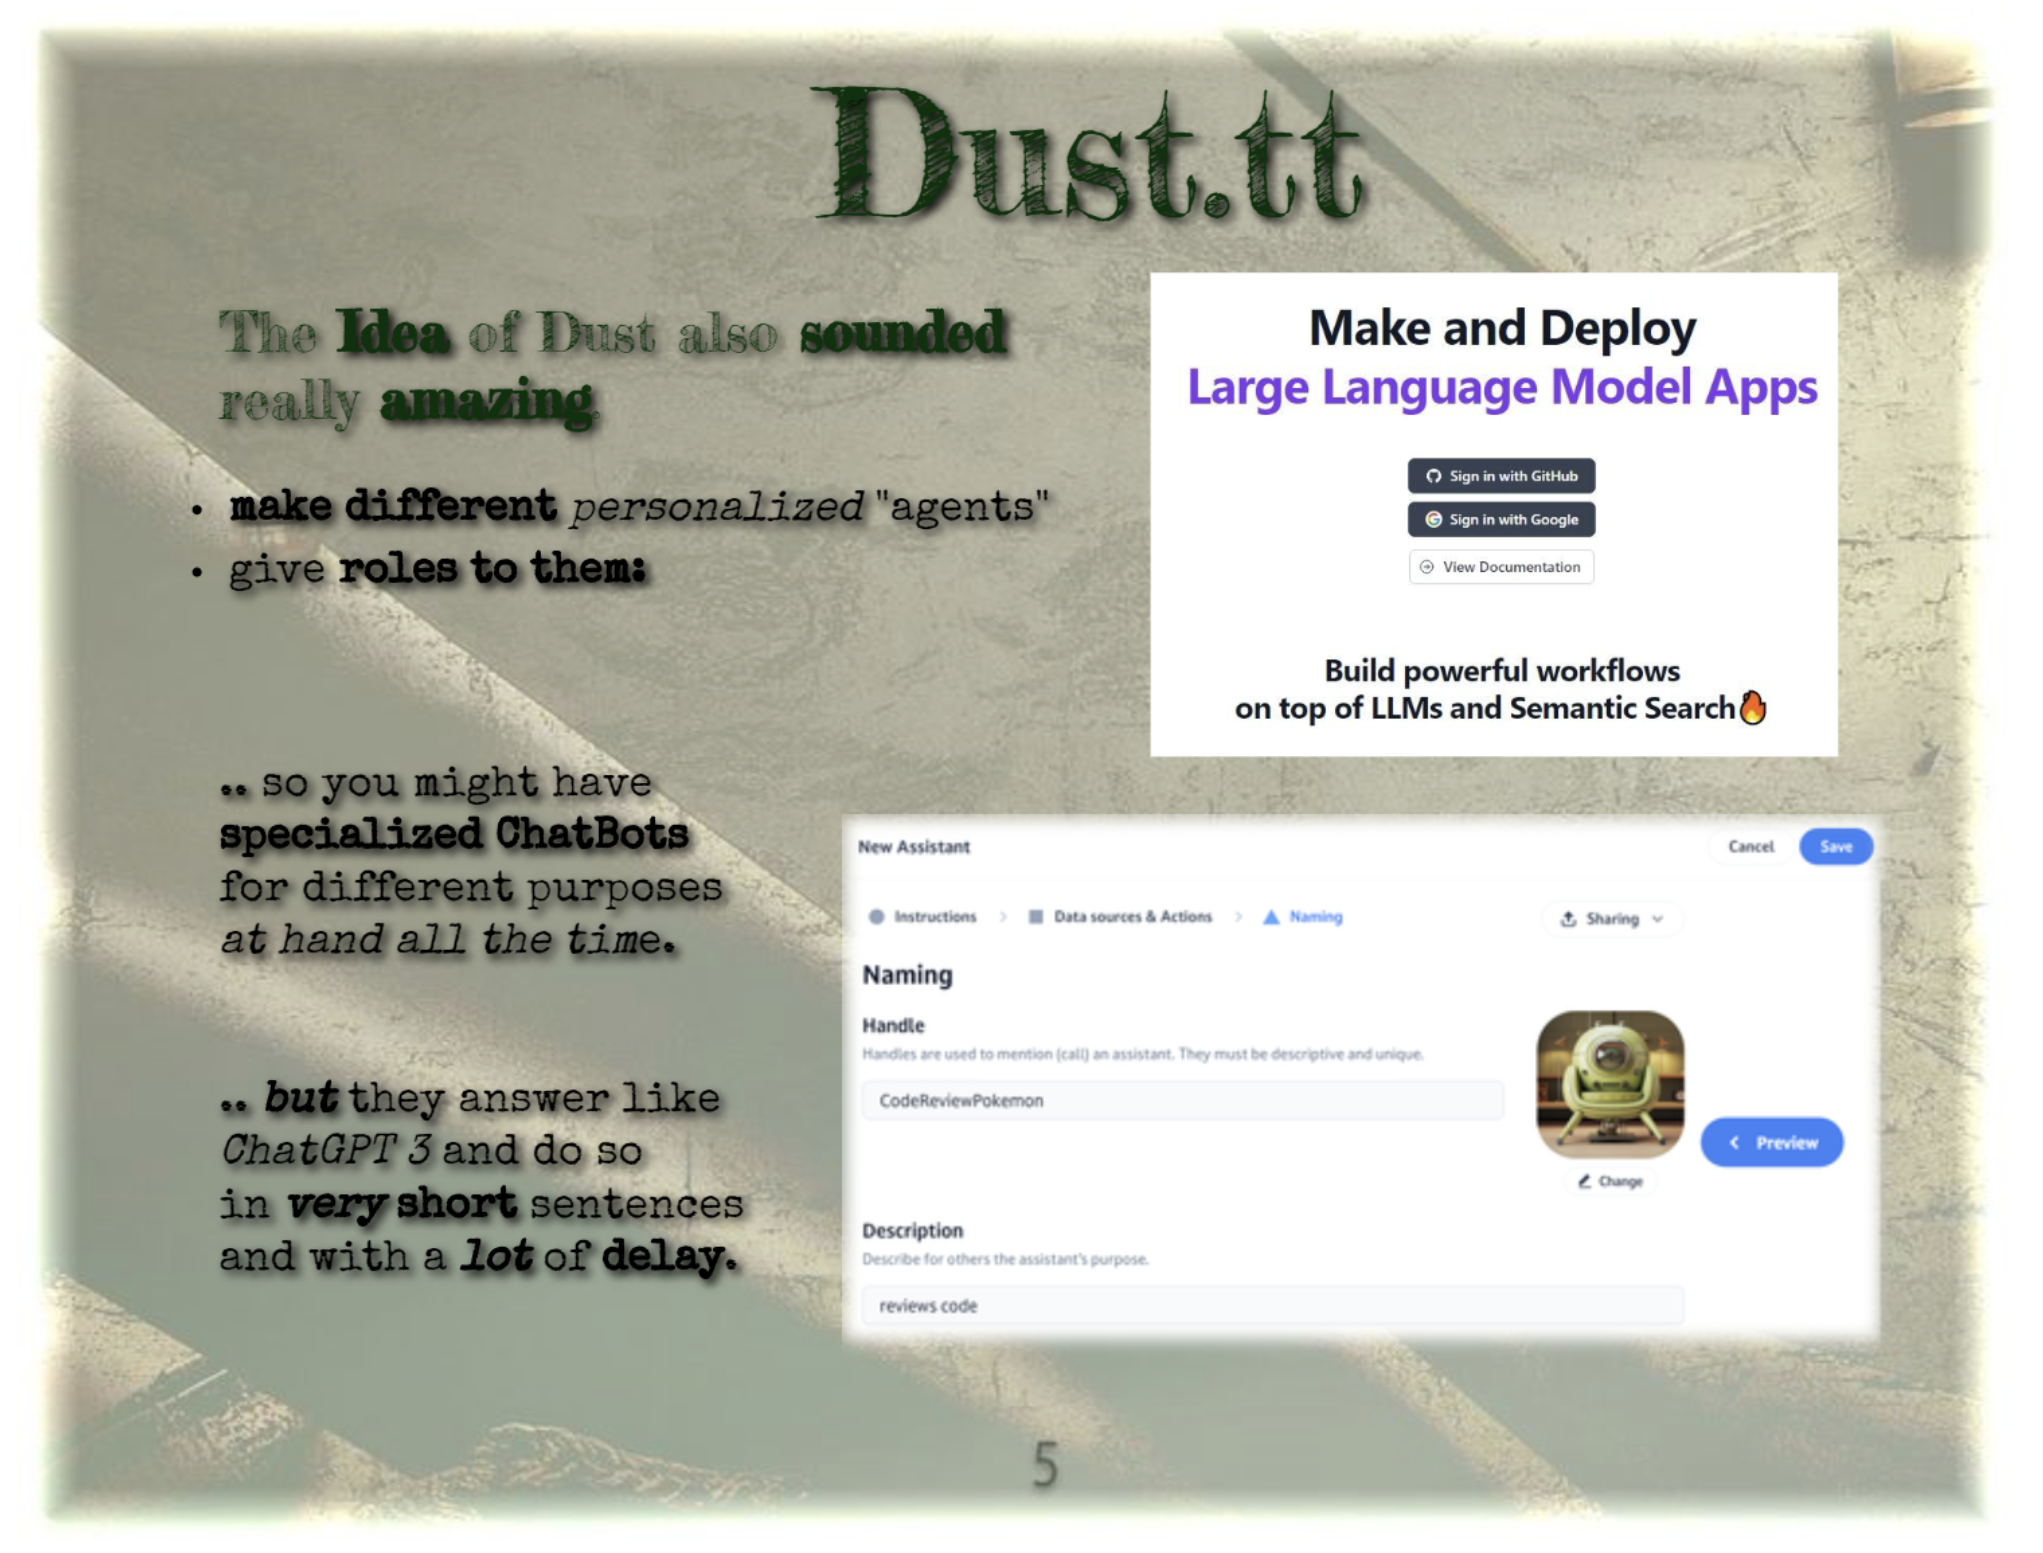 Dust.tt
The Idea of Dust also sounded
really amazing.
• make different personalized "agents"
• give roles to them:
.. so you might have
specialized ChatBots
for different purposes
at hand all the time.
.. but they answer like
ChatGPT 3 and do so
in very short sentences
and with a lot of delay.
Make and Deploy
Large Language Model Apps
Sign in with GitHub
Sign in with Google
View Documentation
Build powerful workflows
on top of LLMs and Semantic Search🔥
New Assistant
Cancel
Save
Instructions
Data sources & Actions
Naming
Sharing
Naming
Handle
Handles are used to mention (call) an assistant. They must be descriptive and unique.
CodeReviewPokemon
Preview
Change
Description
Describe for others the assistant's purpose.
reviews code
5